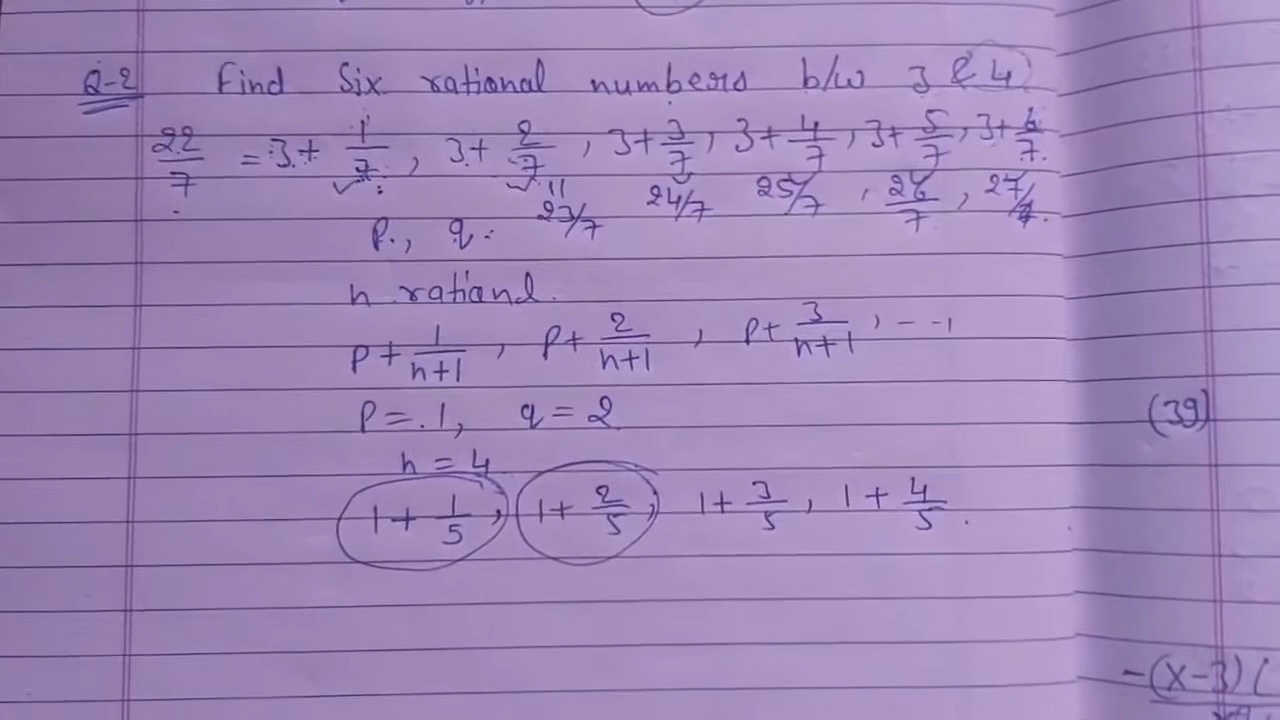 Q-2 Find Six rational numbers b/w 3 & 4
22/7 = 3 + 1/7, 3 + 2/7, 3 + 3/7, 3 + 4/7, 3 + 5/7, 3 + 6/7.
23/7 24/7 25/7, 26/7, 27/7.
P., q.
n rational.
P + 1/n+1, P + 2/n+1, P + 3/n+1, ---
P = .1, q = 2
(39)
n = 4
1 + 1/5, 1 + 2/5, 1 + 3/5, 1 + 4/5.
-(x-3)(